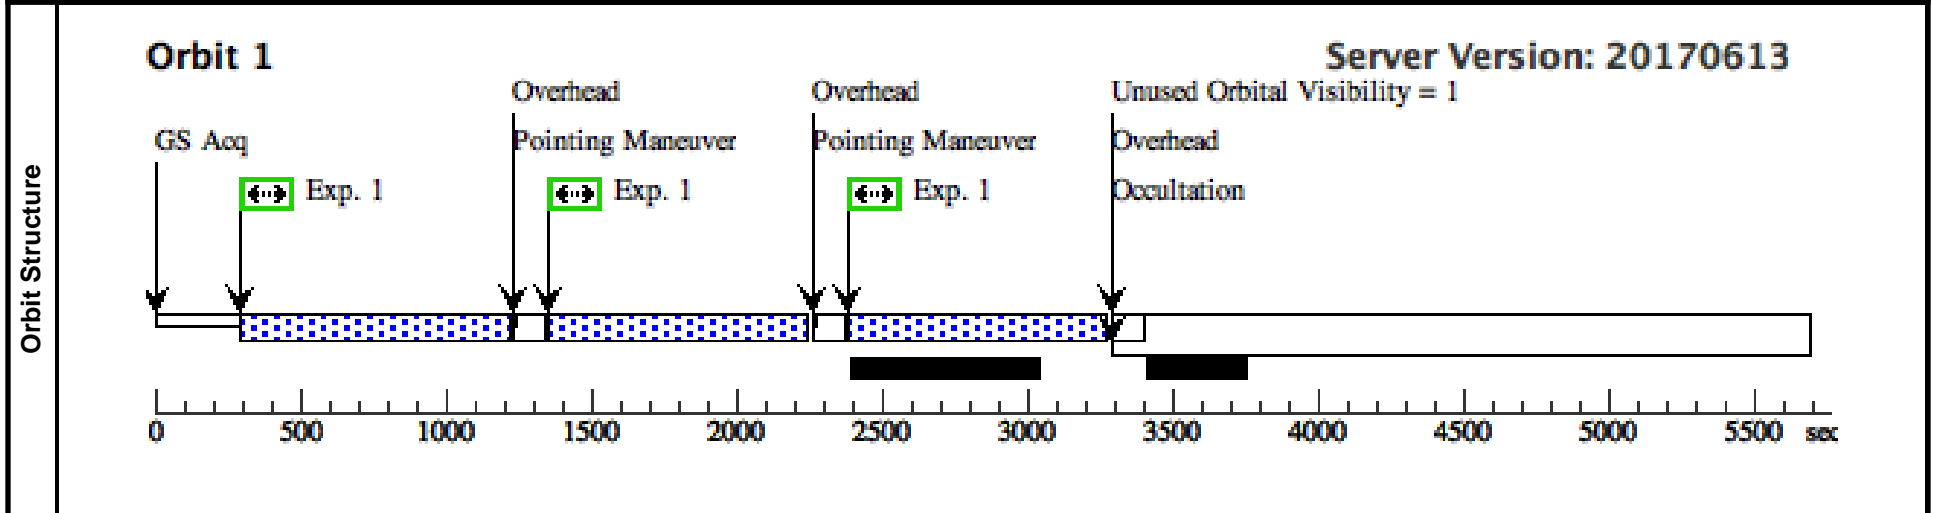 Orbit Structure
Orbit 1
Server Version: 20170613
Overhead
Overhead
Unused Orbital Visibility = 1
GS Acq
Pointing Maneuver
Pointing Maneuver
Overhead
Exp. 1
Exp. 1
Exp. 1
Occultation
0 500 1000 1500 2000 2500 3000 3500 4000 4500 5000 5500 sec